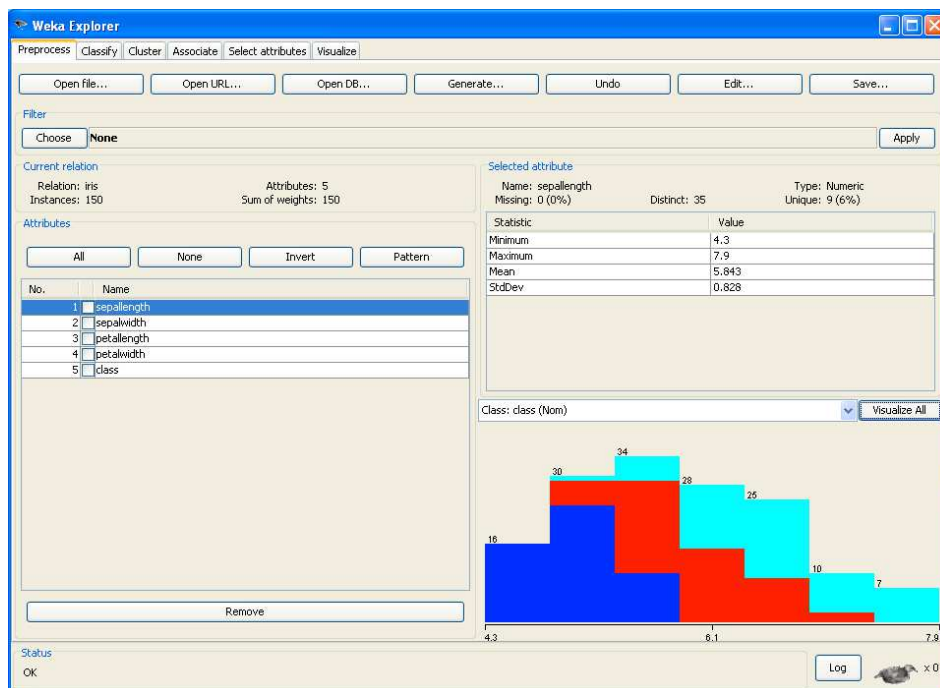 Weka Explorer
Preprocess Classify Cluster Associate Select attributes Visualize
Open file... Open URL... Open DB... Generate... Undo Edit... Save...
Filter
Choose None Apply
Current relation
Relation: iris Attributes: 5
Instances: 150 Sum of weights: 150
Attributes
All None Invert Pattern
No. Name
1 sepallength
2 sepalwidth
3 petallength
4 petalwidth
5 class
Remove
Selected attribute
Name: sepallength Type: Numeric
Missing: 0 (0%) Distinct: 35 Unique: 9 (6%)
Statistic Value
Minimum 4.3
Maximum 7.9
Mean 5.843
StdDev 0.828
Class: class (Nom) Visualize All
16 30 34 28 25 10 7
4.3 6.1 7.9
Status
OK
Log x 0